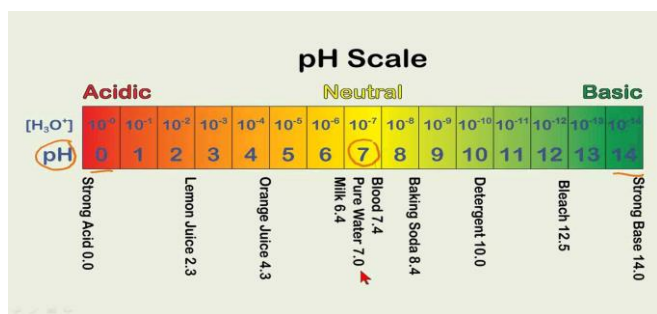 pH Scale
Acidic Neutral Basic
[H₃O⁺] 10⁻⁰ 10⁻¹ 10⁻² 10⁻³ 10⁻⁴ 10⁻⁵ 10⁻⁶ 10⁻⁷ 10⁻⁸ 10⁻⁹ 10⁻¹⁰ 10⁻¹¹ 10⁻¹² 10⁻¹³ 10⁻¹⁴
pH 0 1 2 3 4 5 6 7 8 9 10 11 12 13 14
Strong Acid 0.0
Lemon Juice 2.3
Orange Juice 4.3
Milk 6.4
Pure Water 7.0
Blood 7.4
Baking Soda 8.4
Detergent 10.0
Bleach 12.5
Strong Base 14.0